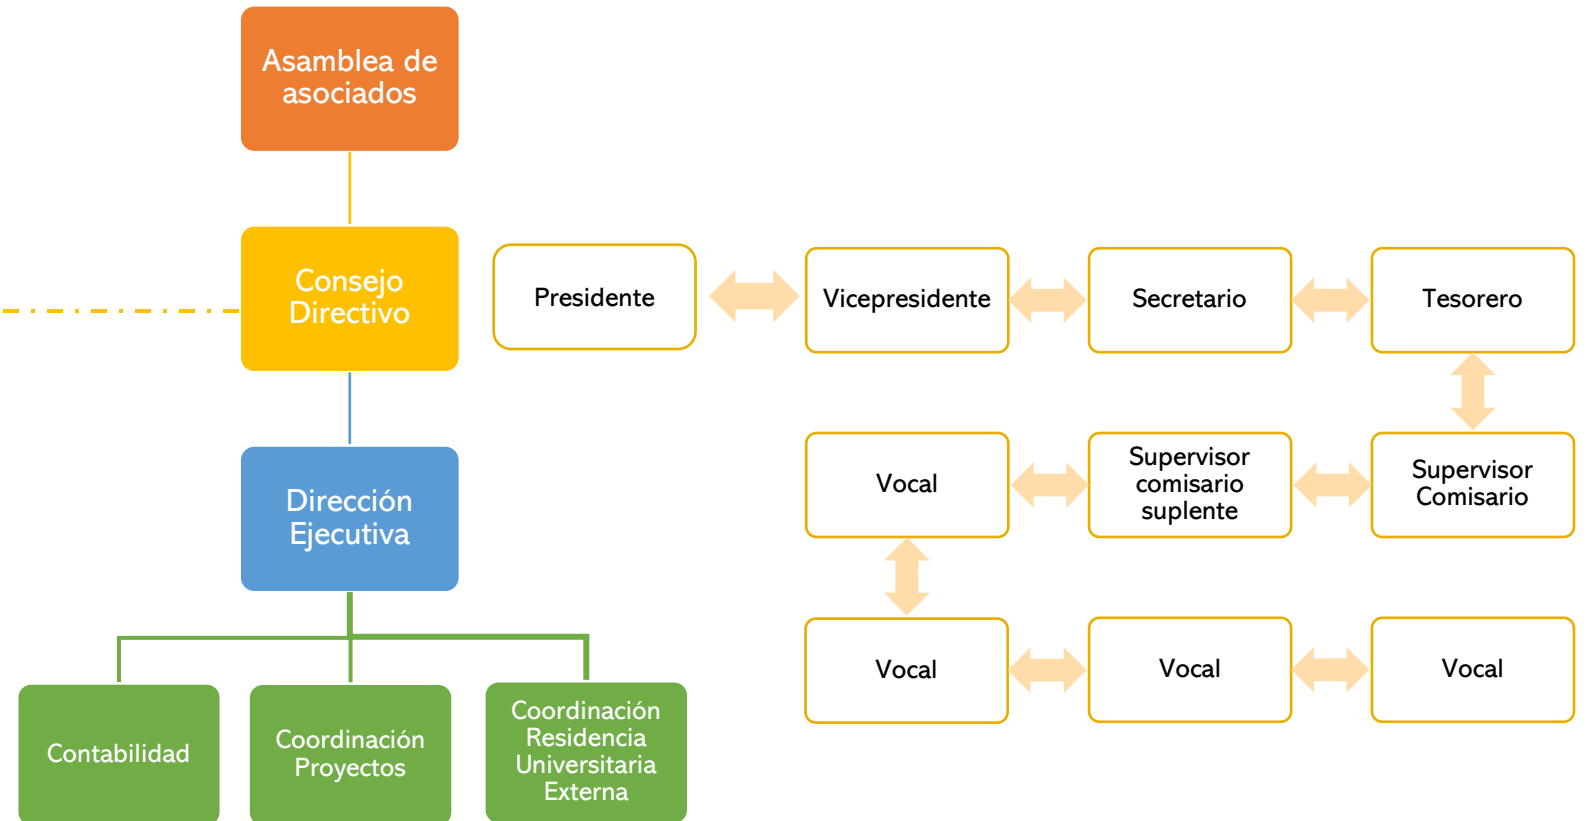 Asamblea de
asociados
Consejo
Directivo
Presidente
Vicepresidente
Secretario
Tesorero
Dirección
Ejecutiva
Vocal
Supervisor
comisario
suplente
Supervisor
Comisario
Vocal
Vocal
Vocal
Contabilidad
Coordinación
Proyectos
Coordinación
Residencia
Universitaria
Externa